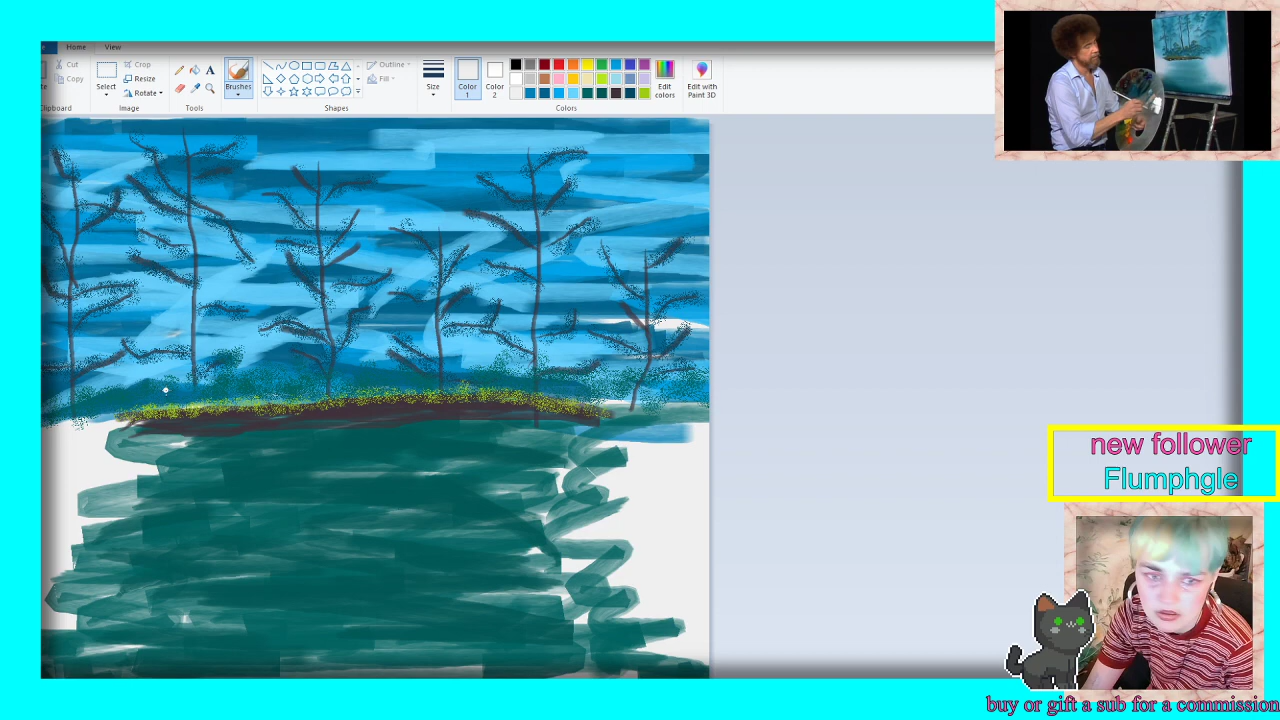 Home View
Cut
Copy
Crop
Resize
Rotate
Select
Brushes
Outline
Fill
Size
Color
1
Color
2
Edit
colors
Edit with
Paint 3D
Image
Tools
Shapes
Colors
new follower
Flumphgle
buy or gift a sub for a commission